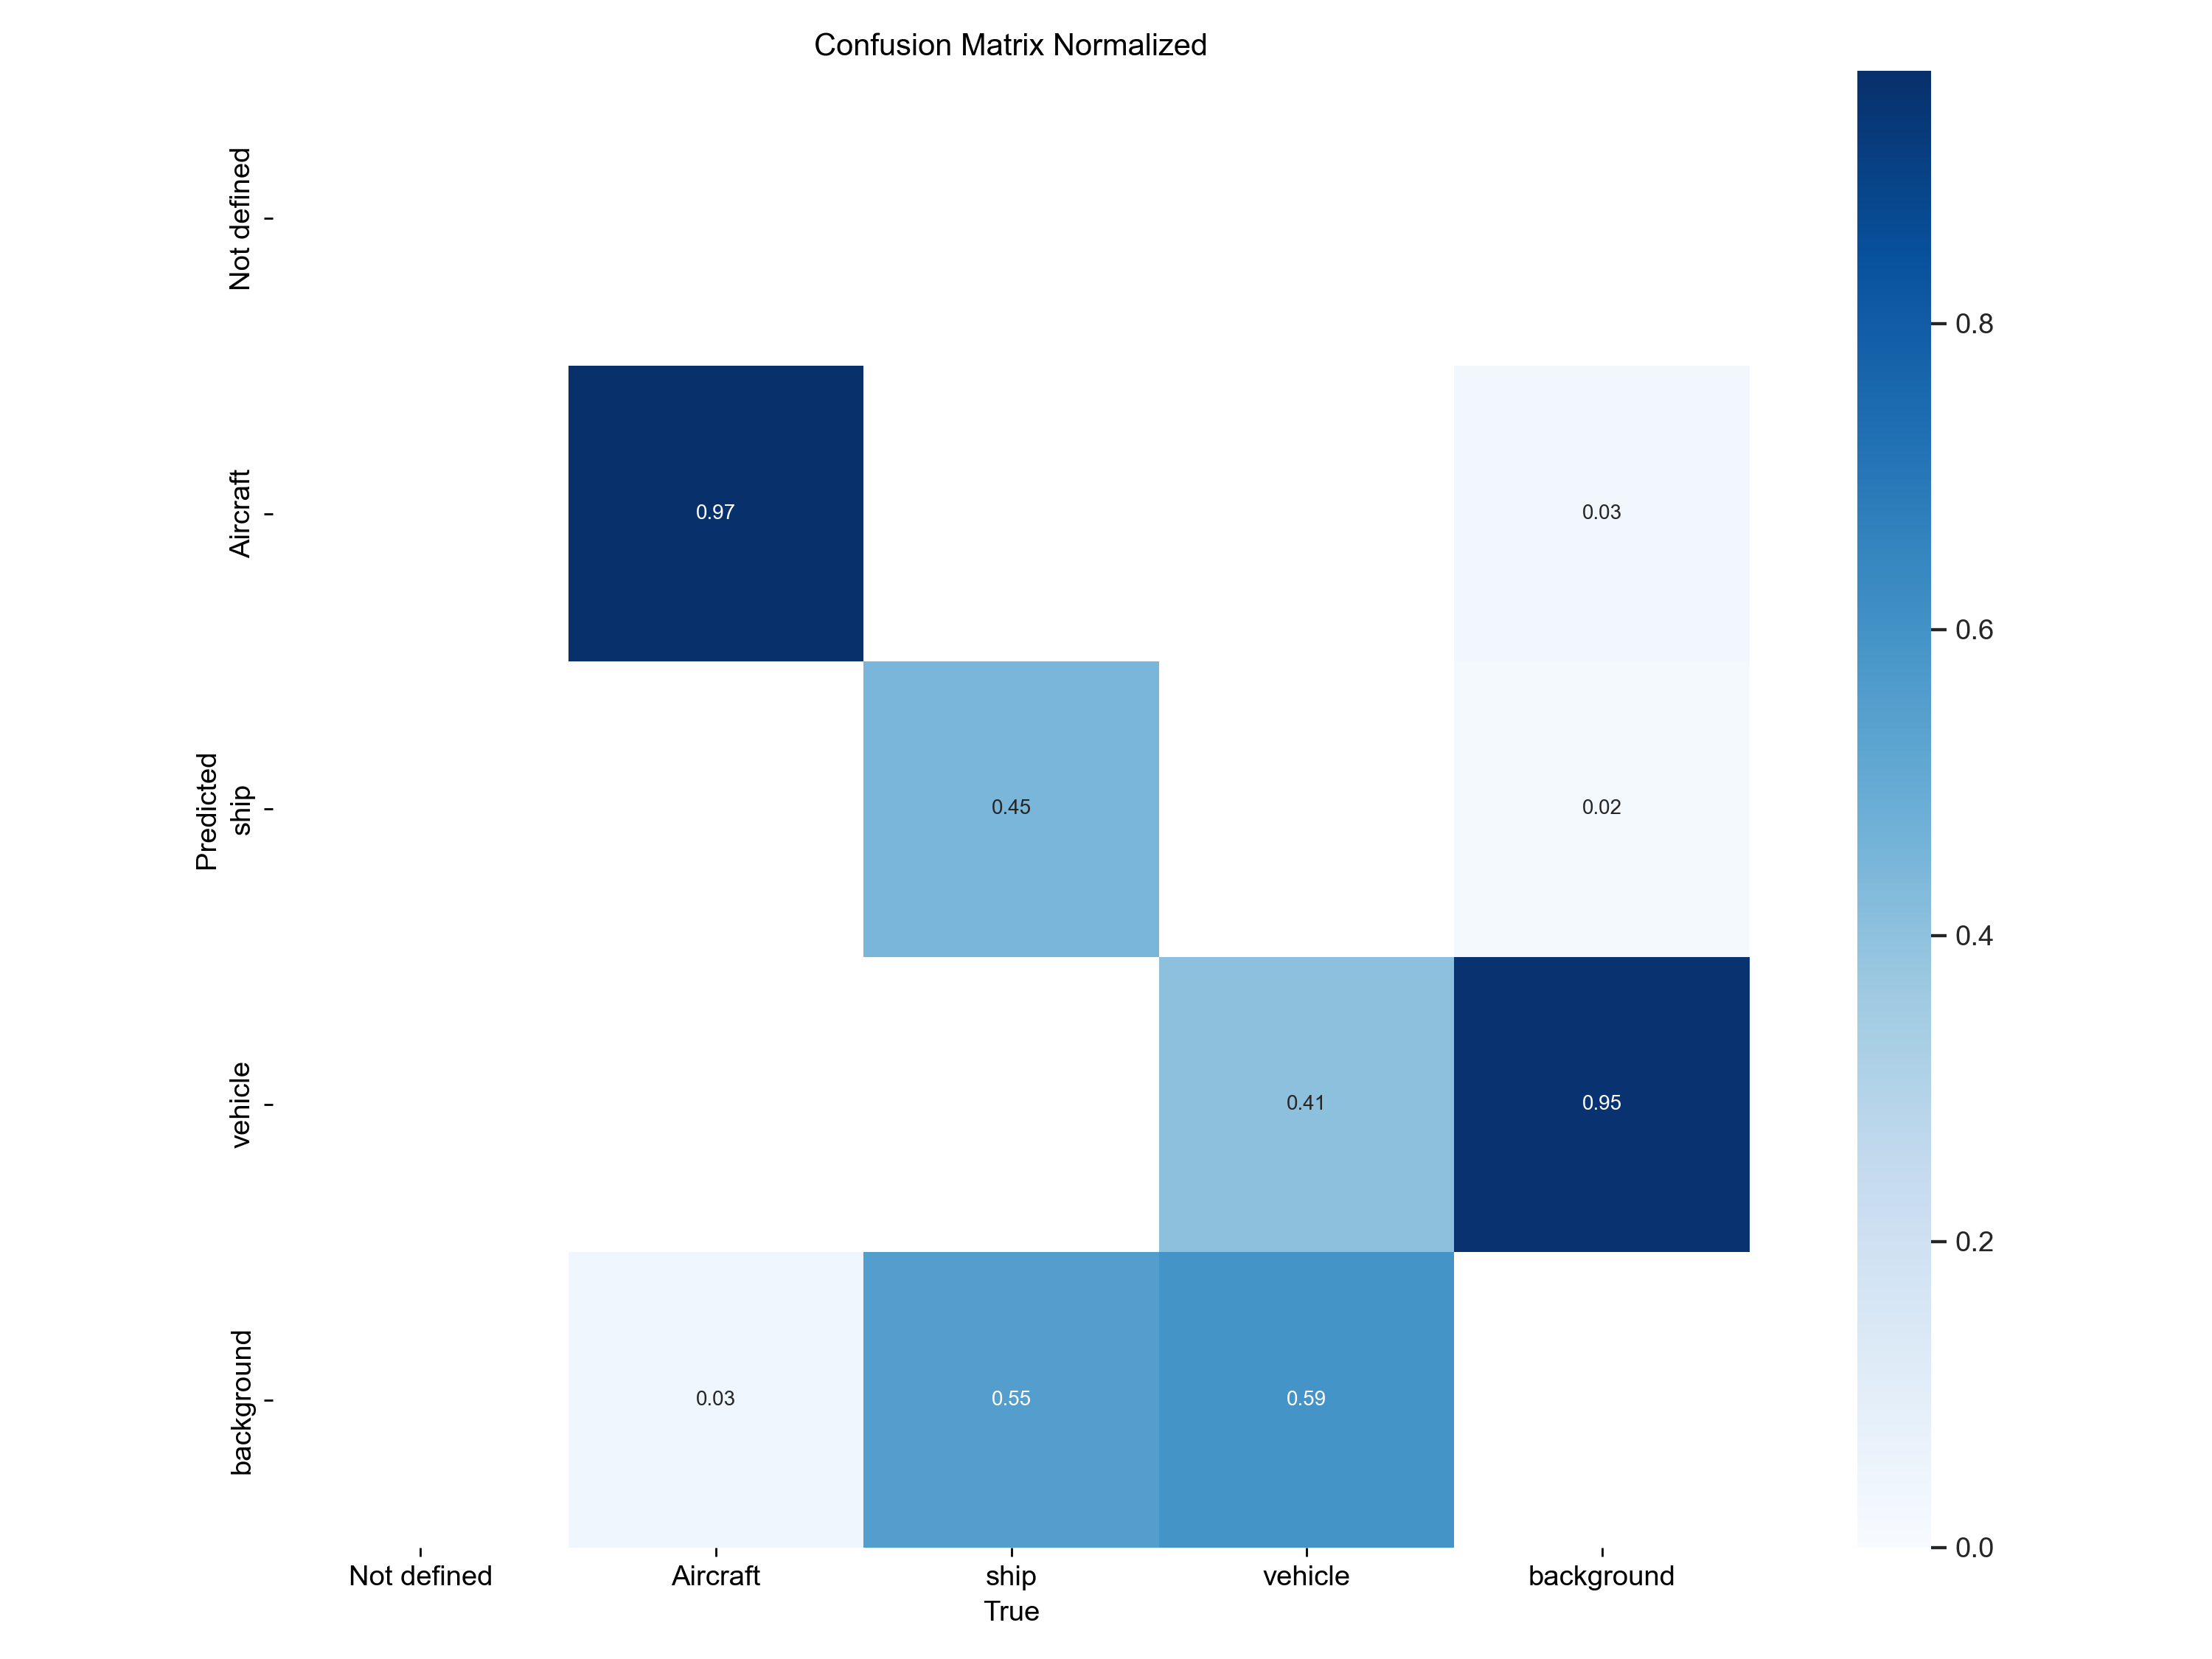 Confusion Matrix Normalized
Not defined
Aircraft
0.97
0.03
0.8
0.6
Predicted
ship
0.45
0.02
0.4
vehicle
0.41
0.95
0.2
background
0.03
0.55
0.59
0.0
Not defined
Aircraft
ship
vehicle
background
True